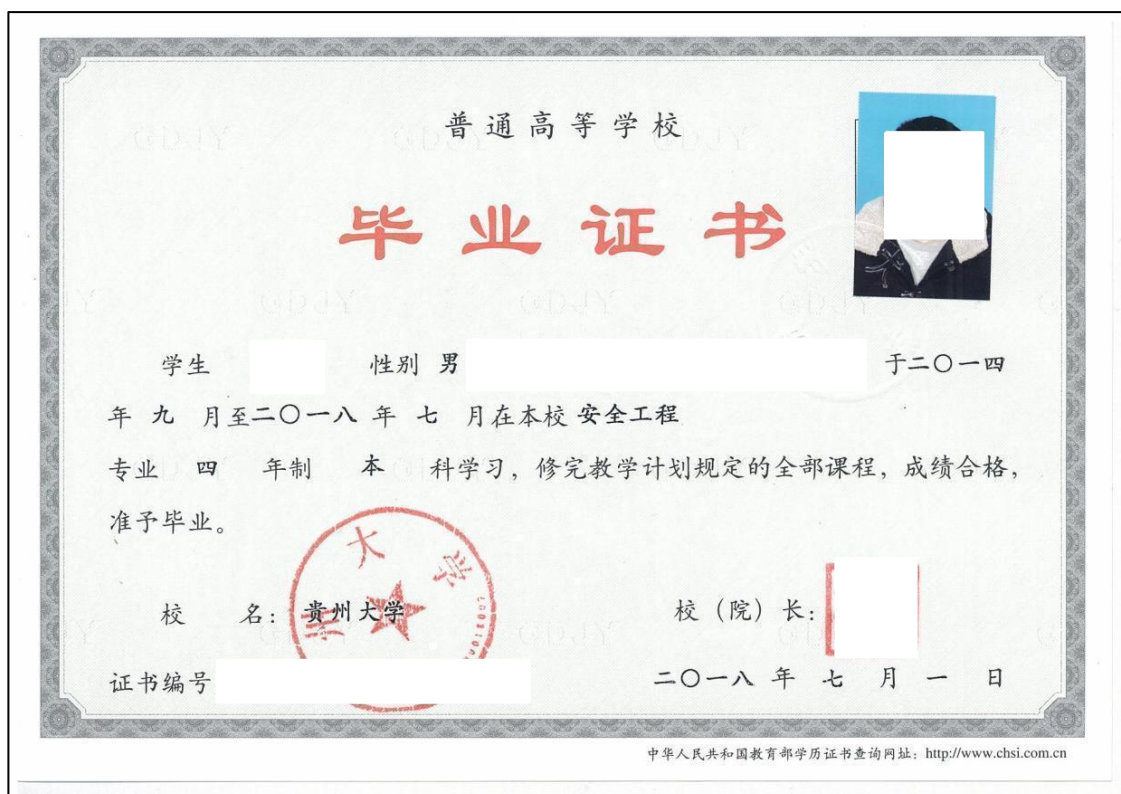 普通高等学校
毕业证书
学生 性别 男 于二〇一四
年 九 月至二〇一八 年 七 月在本校 安全工程
专业 四 年制 本 科学习，修完教学计划规定的全部课程，成绩合格，
准予毕业。
校 名：贵州大学 校（院）长：
证书编号 二〇一八 年 七 月 一 日
中华人民共和国教育部学历证书查询网址：http://www.chsi.com.cn